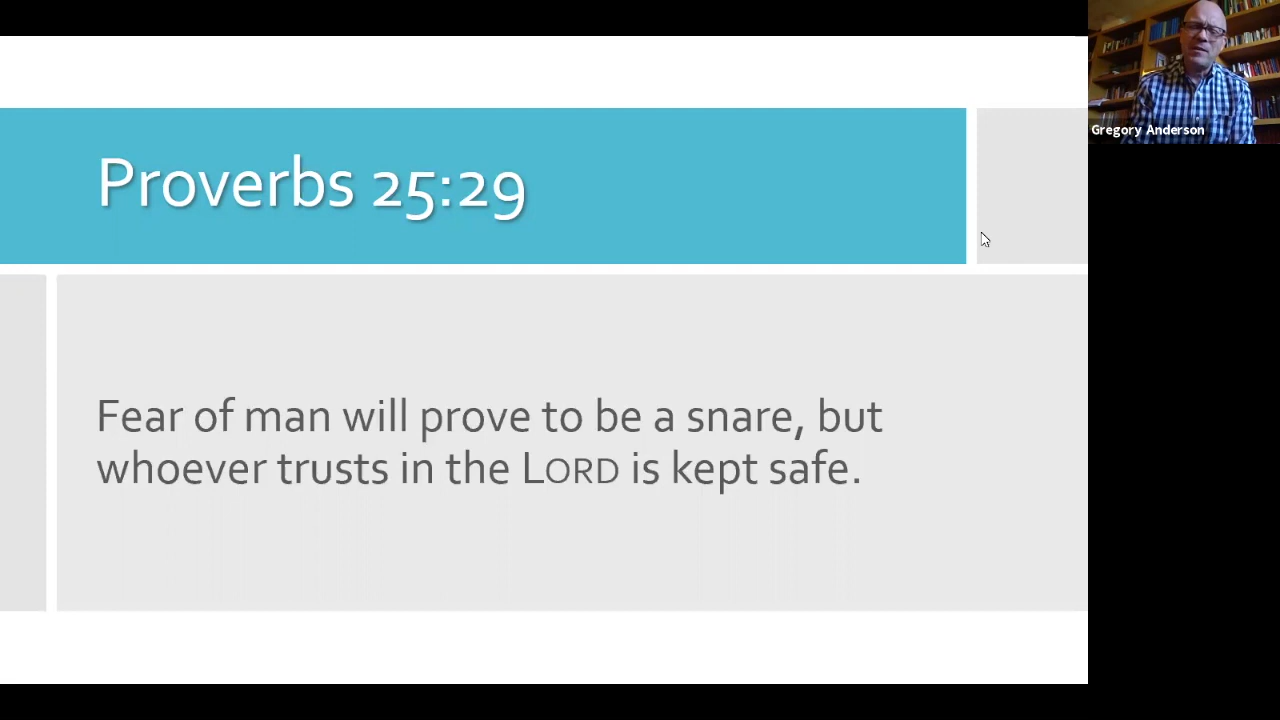 Proverbs 25:29
Fear of man will prove to be a snare, but
whoever trusts in the LORD is kept safe.
Gregory Anderson